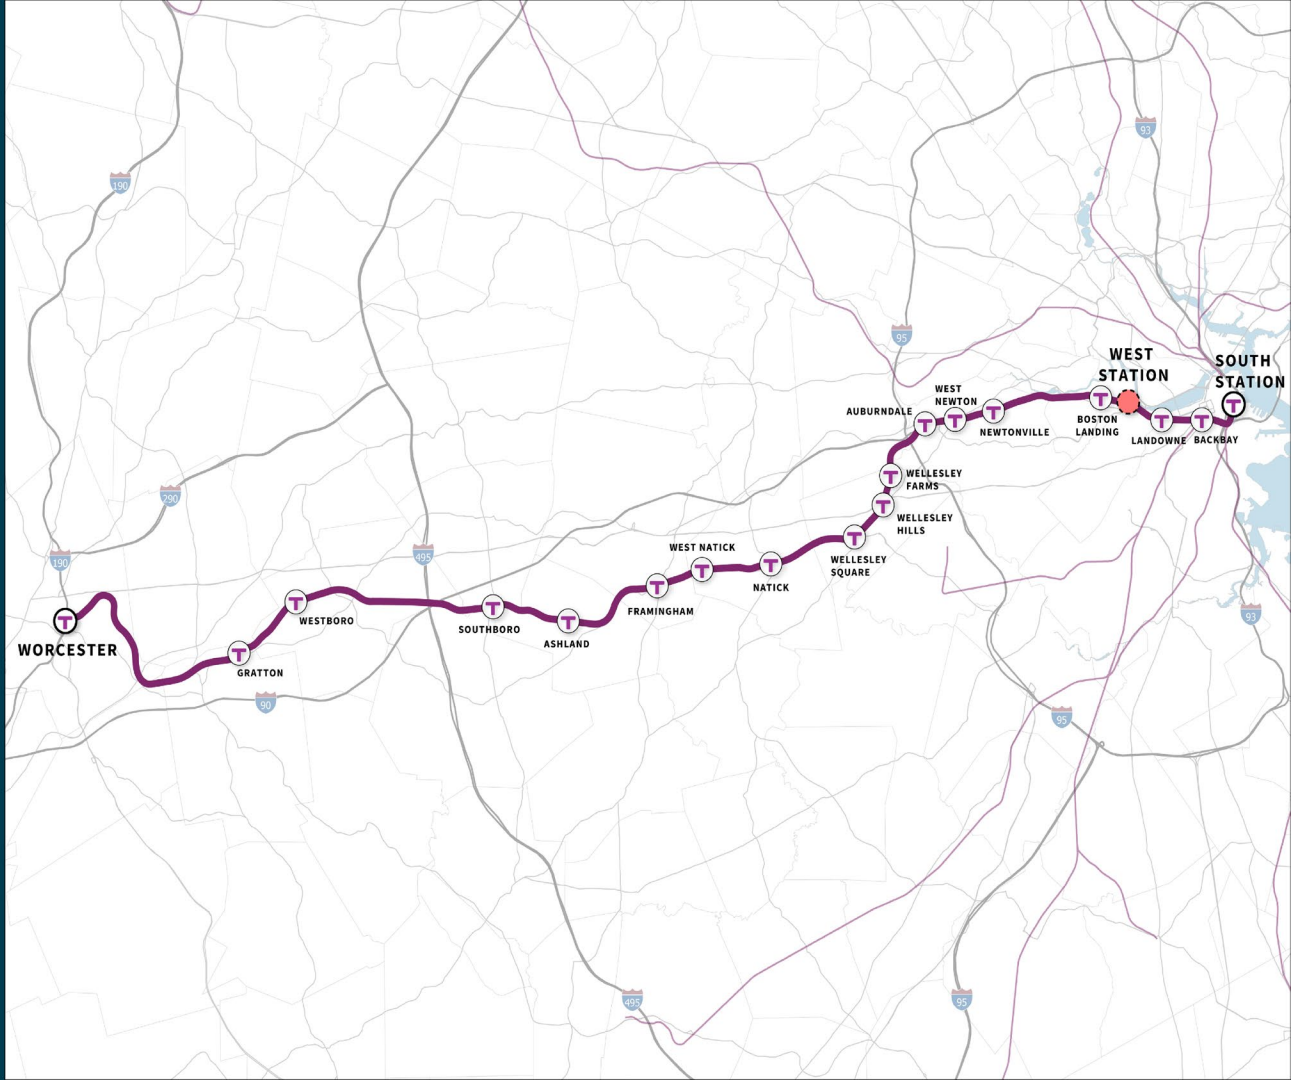 93
190
95
WEST
STATION
SOUTH
STATION
WEST
NEWTON
AUBURNDALE
NEWTONVILLE
BOSTON
LANDING
LANDOWNE
BACKBAY
T
T
T
T
T
T
T
WELLESLEY
FARMS
T
WELLESLEY
HILLS
T
290
WELLESLEY
SQUARE
T
WEST NATICK
T
NATICK
T
190
495
FRAMINGHAM
T
SOUTHBORO
T
ASHLAND
T
WESTBORO
T
WORCESTER
T
GRATTON
T
93
90
95
495
95